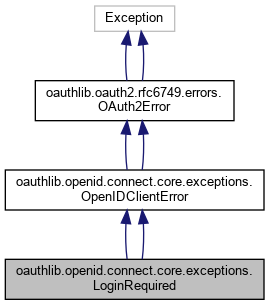 Exception
oauthlib.oauth2.rfc6749.errors.
OAuth2Error
oauthlib.openid.connect.core.exceptions.
OpenIDClientError
oauthlib.openid.connect.core.exceptions.
LoginRequired